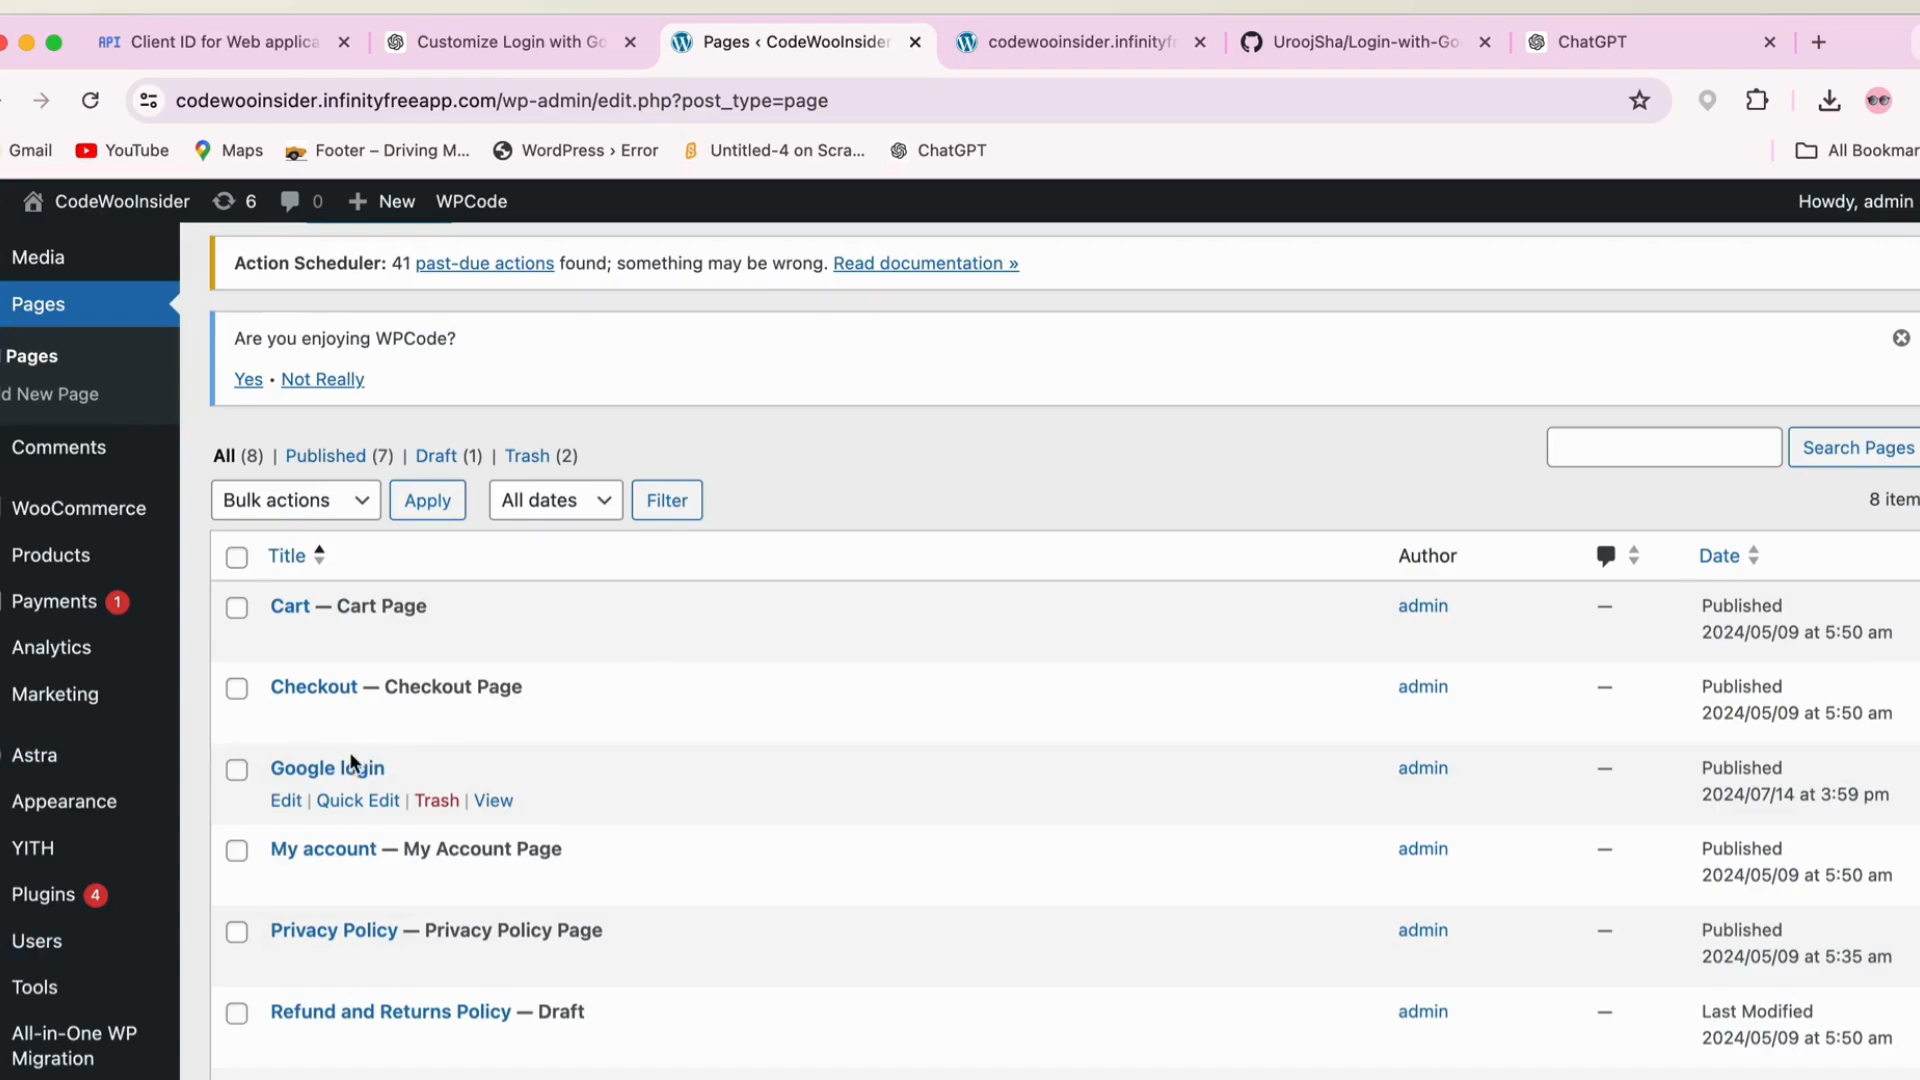 API Client ID for Web applica
Customize Login with Go
Pages ‹ CodeWooInsider
codewooinsider.infinityfr
UroojSha/Login-with-Go
ChatGPT
codewooinsider.infinityfreeapp.com/wp-admin/edit.php?post_type=page
Gmail
YouTube
Maps
Footer – Driving M...
WordPress › Error
Untitled-4 on Scra...
ChatGPT
All Bookmar
CodeWooInsider
6
0
New
WPCode
Howdy, admin
Media
Pages
Pages
d New Page
Comments
WooCommerce
Products
Payments 1
Analytics
Marketing
Astra
Appearance
YITH
Plugins 4
Users
Tools
All-in-One WP
Migration
Action Scheduler: 41 past-due actions found; something may be wrong. Read documentation »
Are you enjoying WPCode?
Yes • Not Really
All (8) | Published (7) | Draft (1) | Trash (2)
Search Pages
Bulk actions
Apply
All dates
Filter
8 item
Title
Author
Date
Cart — Cart Page
admin
—
Published
2024/05/09 at 5:50 am
Checkout — Checkout Page
admin
—
Published
2024/05/09 at 5:50 am
Google login
Edit | Quick Edit | Trash | View
admin
—
Published
2024/07/14 at 3:59 pm
My account — My Account Page
admin
—
Published
2024/05/09 at 5:50 am
Privacy Policy — Privacy Policy Page
admin
—
Published
2024/05/09 at 5:35 am
Refund and Returns Policy — Draft
admin
—
Last Modified
2024/05/09 at 5:50 am